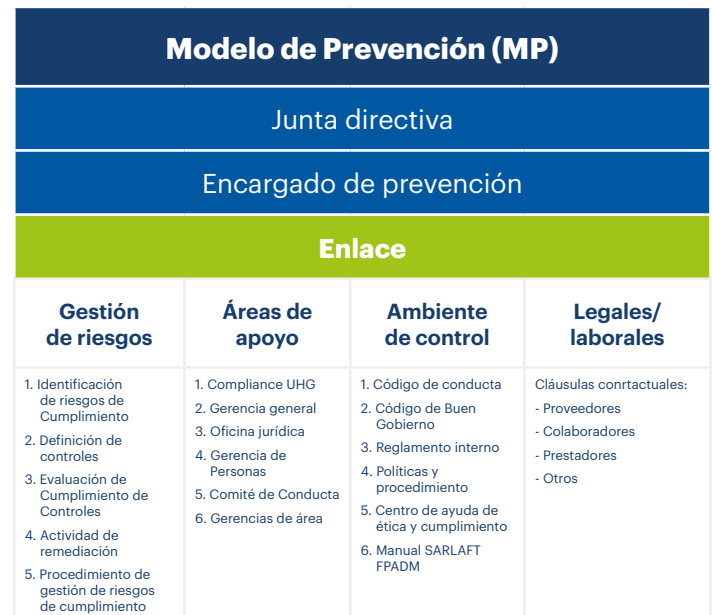 Modelo de Prevención (MP)
Junta directiva
Encargado de prevención
Enlace
Gestión
de riesgos
1. Identificación
de riesgos de
Cumplimiento
2. Definición de
controles
3. Evaluación de
Cumplimiento de
Controles
4. Actividad de
remediación
5. Procedimiento de
gestión de riesgos
de cumplimiento
Áreas de
apoyo
1. Compliance UHG
2. Gerencia general
3. Oficina jurídica
4. Gerencia de
Personas
5. Comité de Conducta
6. Gerencias de área
Ambiente
de control
1. Código de conducta
2. Código de Buen
Gobierno
3. Reglamento interno
4. Políticas y
procedimiento
5. Centro de ayuda de
ética y cumplimiento
6. Manual SARLAFT
FPADM
Legales/
laborales
Cláusulas conrtactuales:
- Proveedores
- Colaboradores
- Prestadores
- Otros